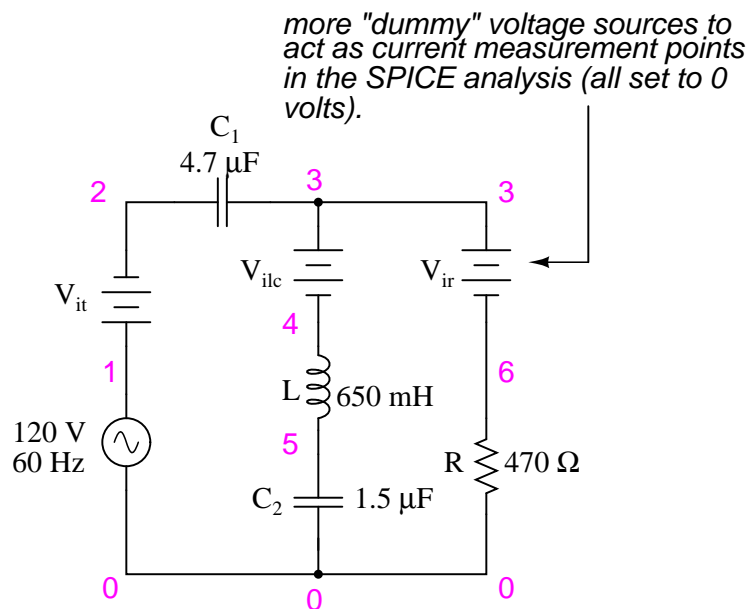 more "dummy" voltage sources to
act as current measurement points
in the SPICE analysis (all set to 0
volts).
C₁
4.7 μF
2
3
3
Vit
Vilc
Vir
4
1
6
L
650 mH
120 V
60 Hz
5
R
470 Ω
C₂
1.5 μF
0
0
0